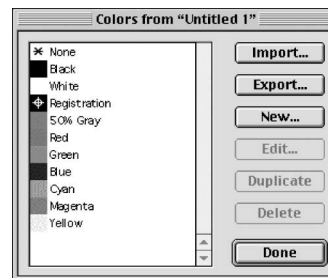 Colors from “Untitled 1”
None
Black
White
Registration
50% Gray
Red
Green
Blue
Cyan
Magenta
Yellow
Import...
Export...
New...
Edit...
Duplicate
Delete
Done